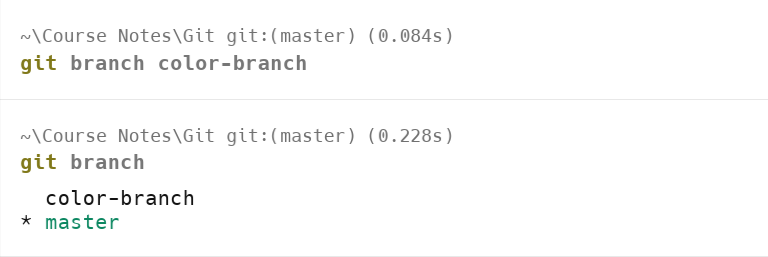 ~\Course Notes\Git git:(master) (0.084s)
git branch color-branch
~\Course Notes\Git git:(master) (0.228s)
git branch
  color-branch
* master